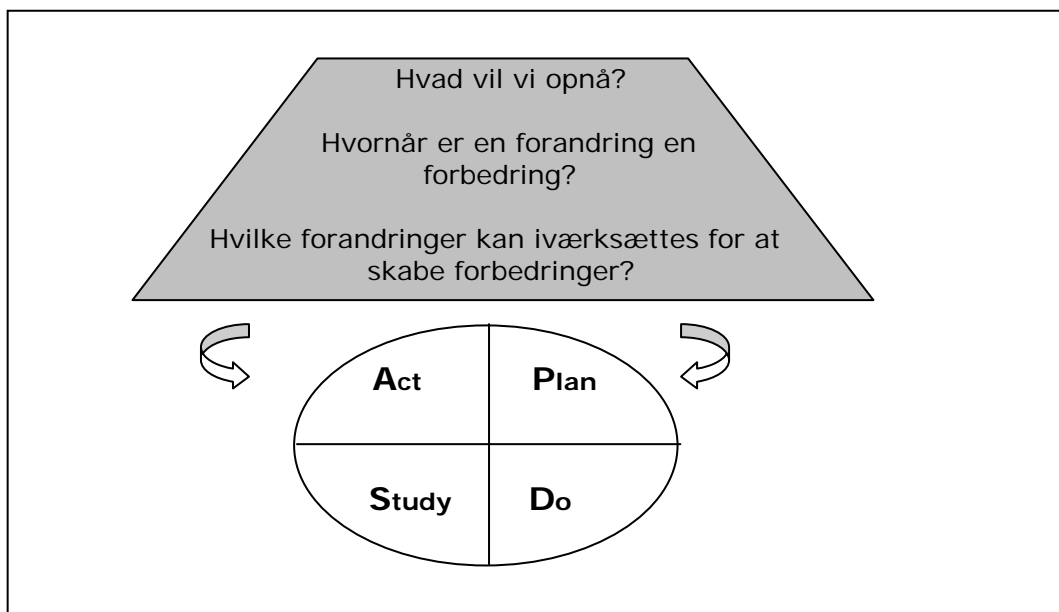 Hvad vil vi opnå?
Hvornår er en forandring en
forbedring?
Hvilke forandringer kan iværksættes for at
skabe forbedringer?
Act
Plan
Study
Do